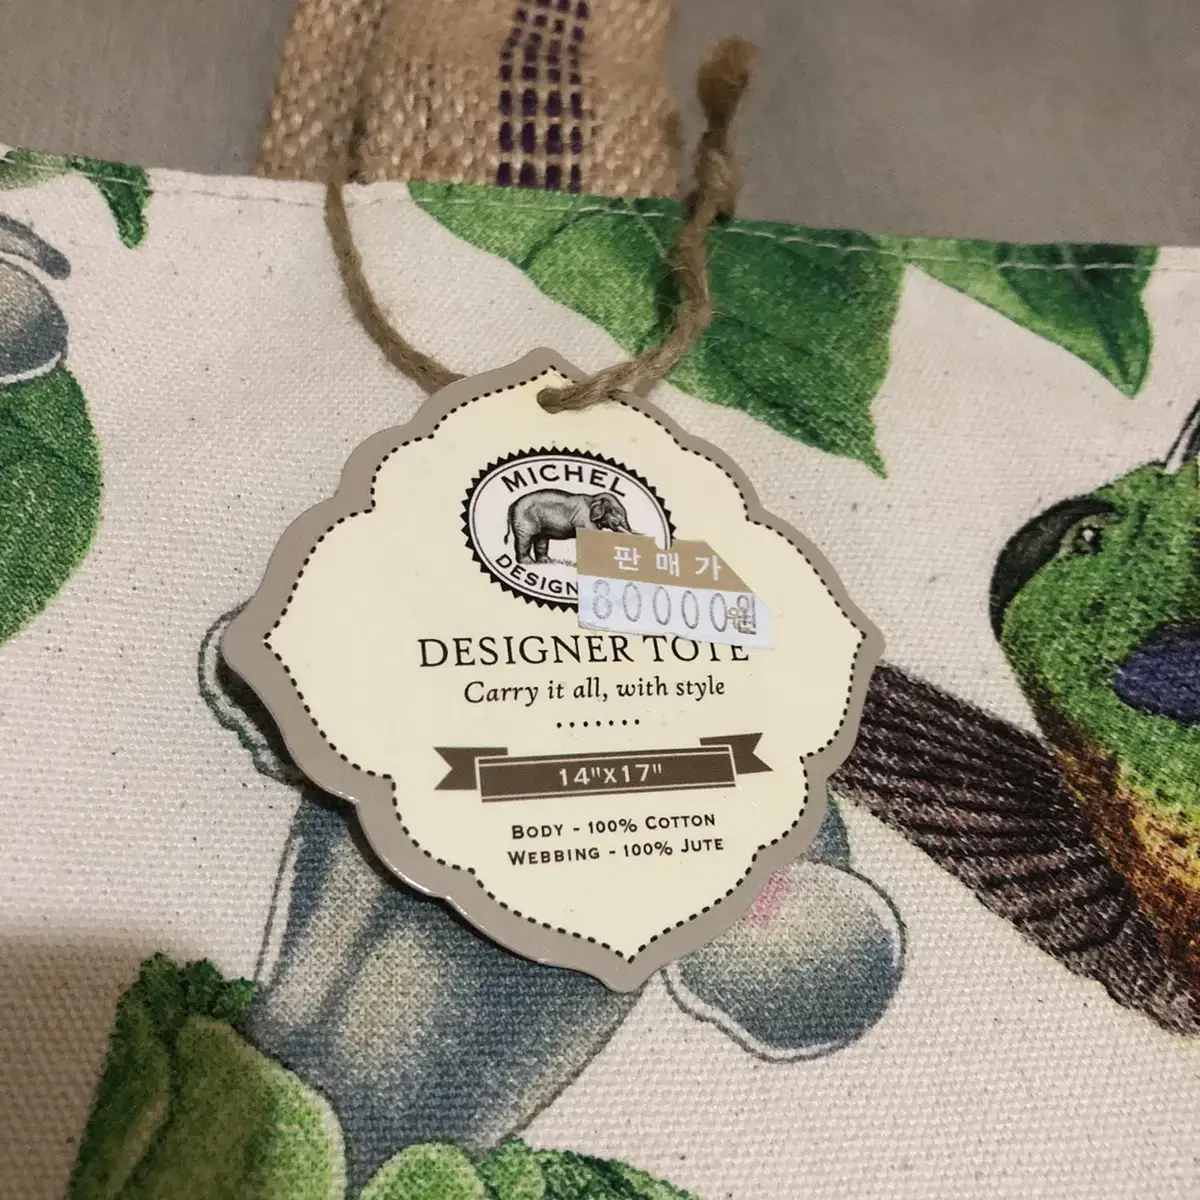 MICHEL
DESIGN
판매가
80000원
DESIGNER TOTE
Carry it all, with style
14"x17"
BODY - 100% COTTON
WEBBING - 100% JUTE